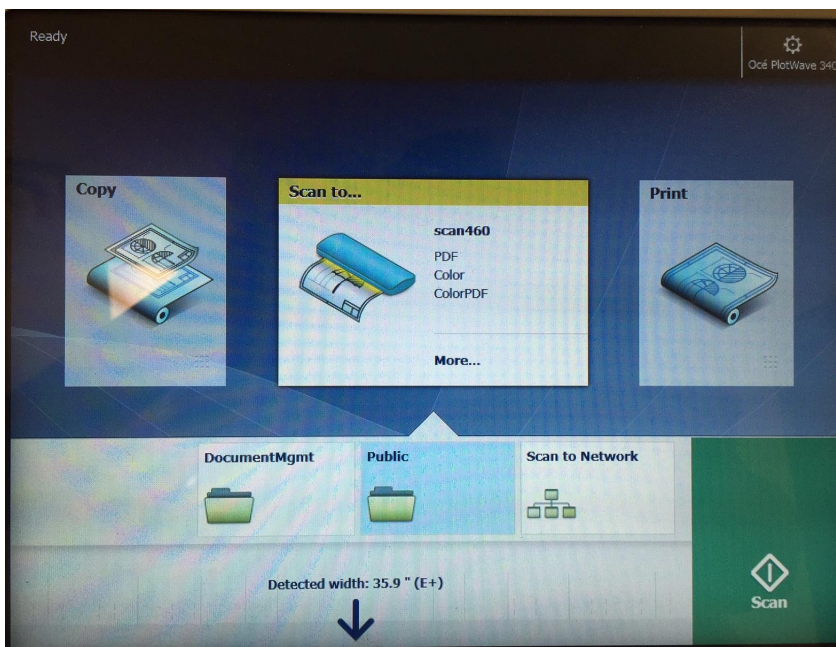 Ready
Océ PlotWave 340
Copy
Scan to...
Print
scan460
PDF
Color
ColorPDF
More...
DocumentMgmt
Public
Scan to Network
Detected width: 35.9 " (E+)
Scan